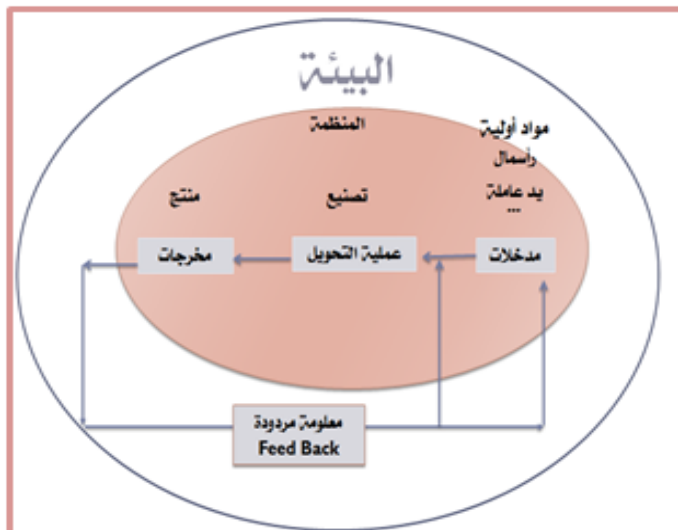 البيئة
المنظمة
مواد أولية
رأسمال
يد عاملة
...
تصنيع
منتج
مدخلات
عملية التحويل
مخرجات
معلومة مردودة
Feed Back